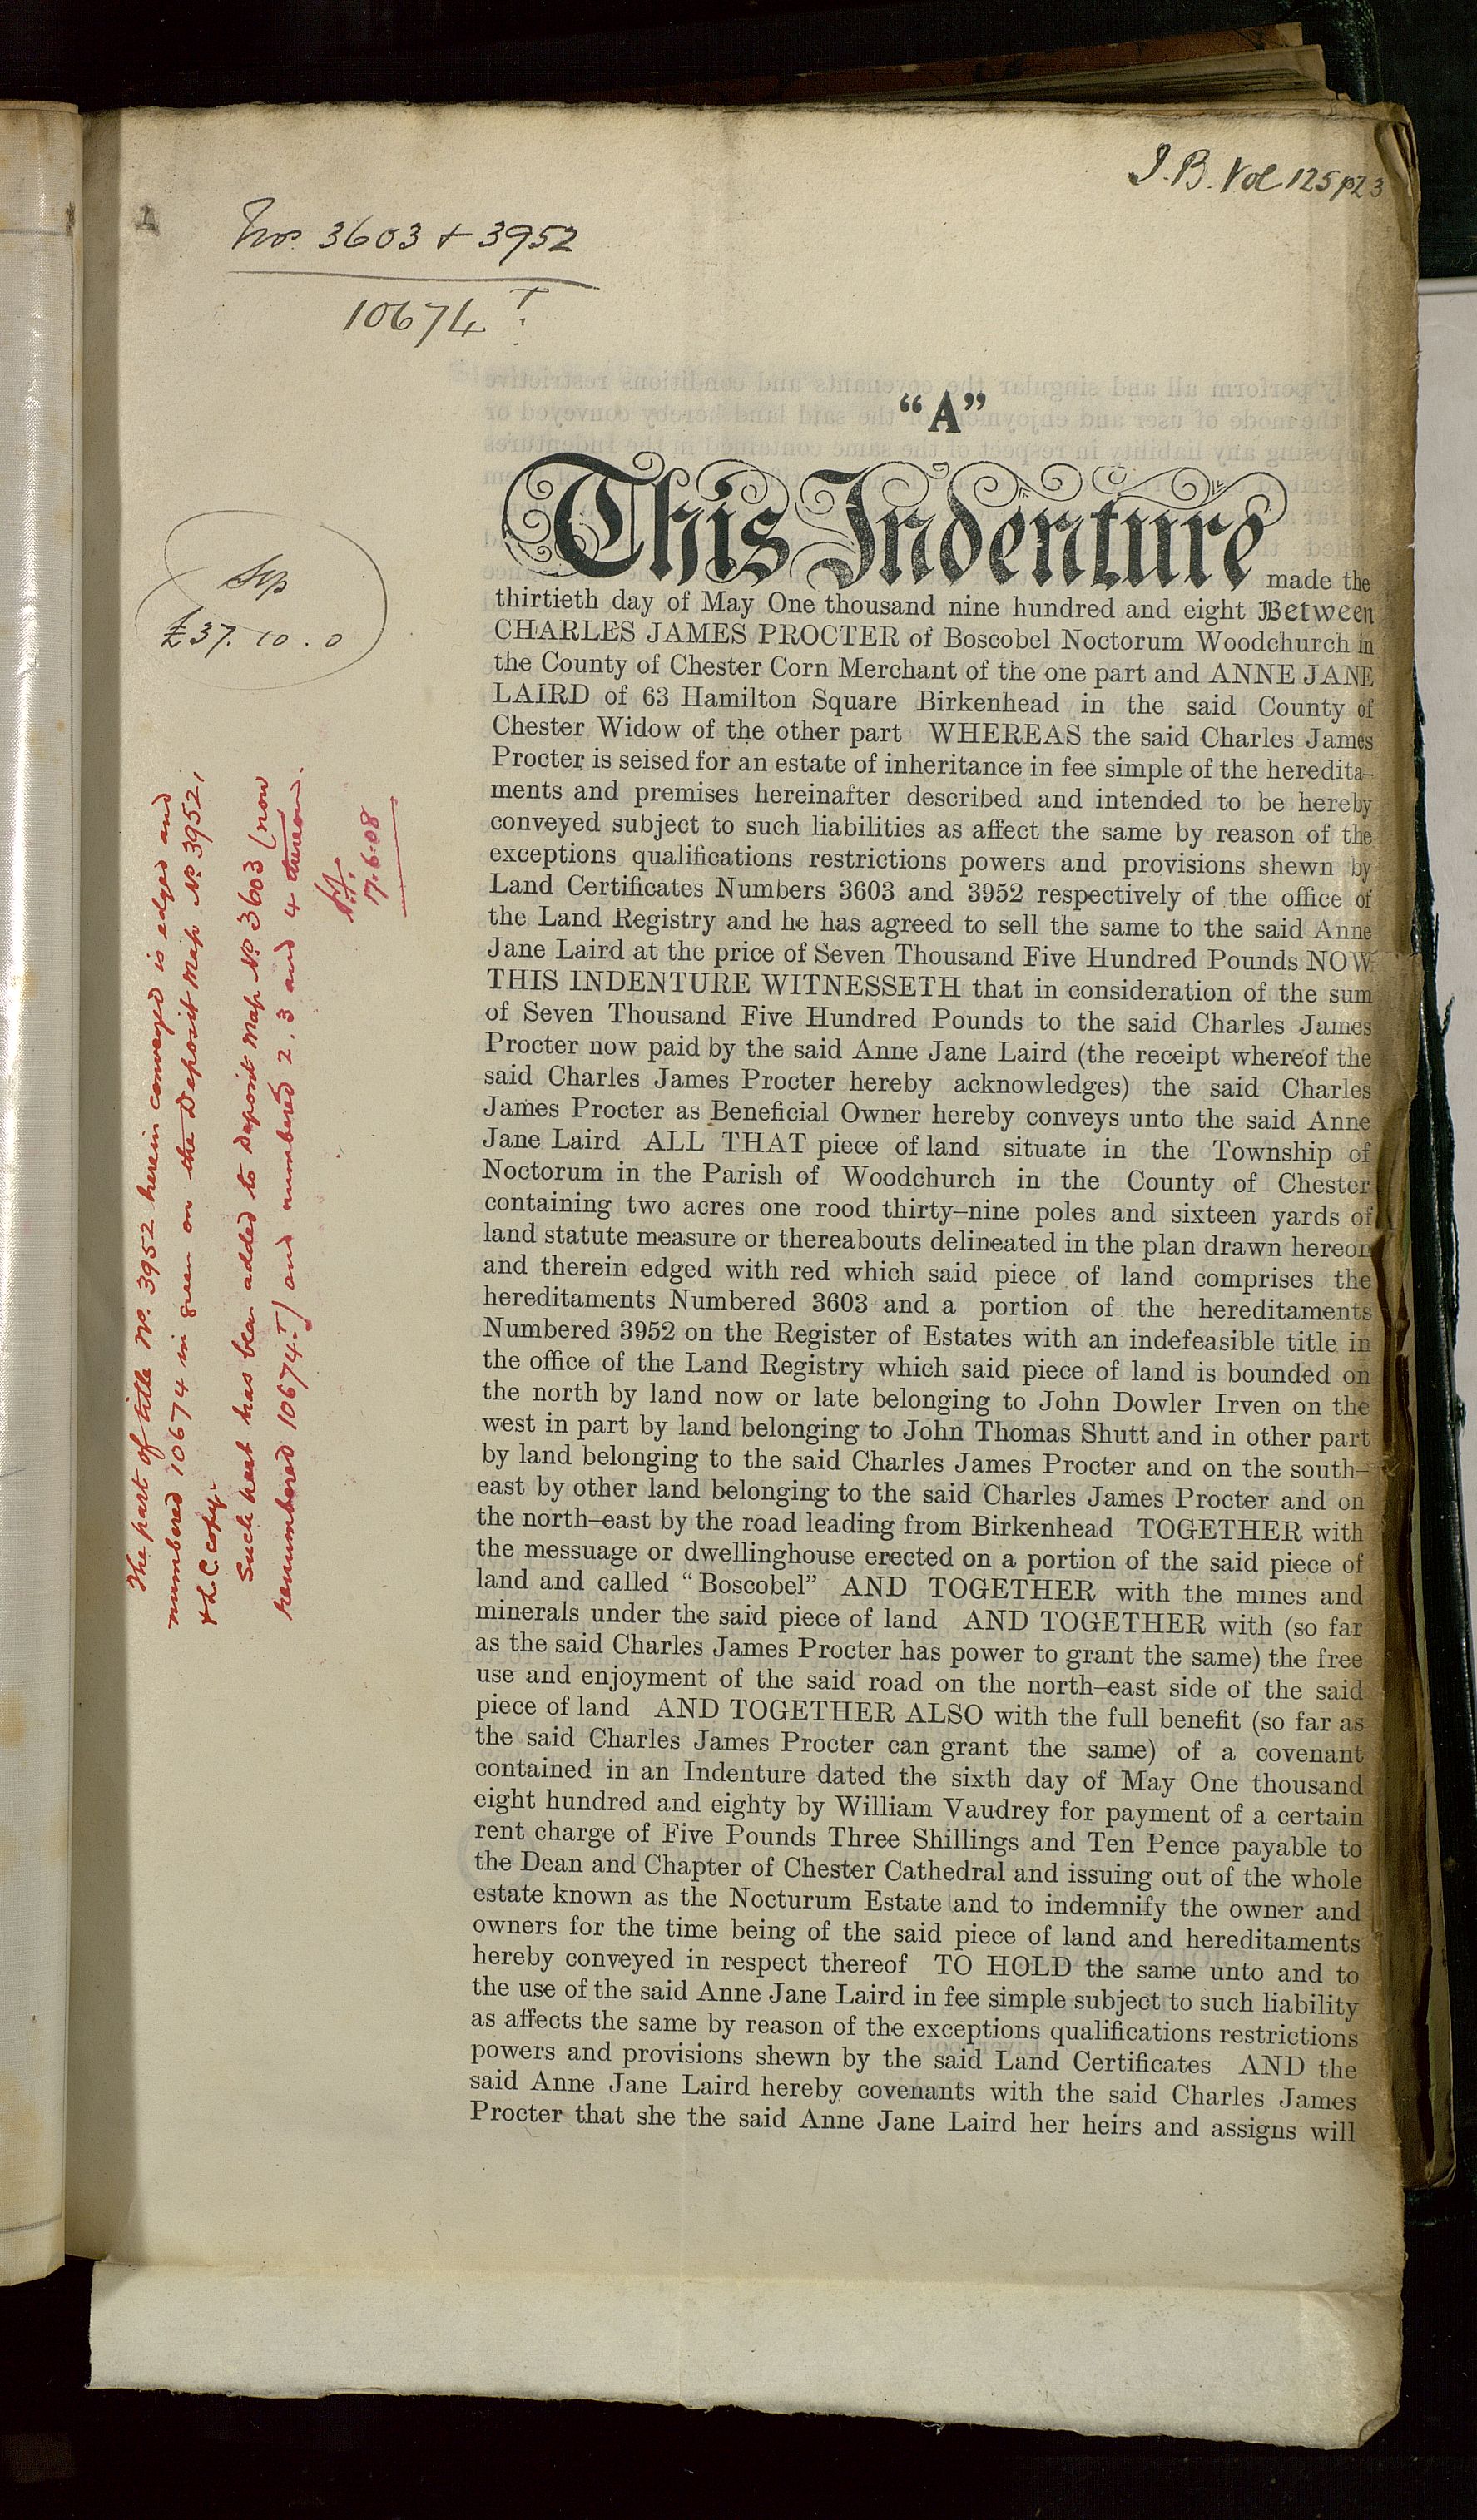 I.B. Vol 125 p23
Nos. 3603 + 3952
10674 T
"A"
This Indenture made the
thirtieth day of May One thousand nine hundred and eight Between
CHARLES JAMES PROCTER of Boscobel Noctorum Woodchurch in
the County of Chester Corn Merchant of the one part and ANNE JANE
LAIRD of 63 Hamilton Square Birkenhead in the said County of
Chester Widow of the other part WHEREAS the said Charles James
Procter is seised for an estate of inheritance in fee simple of the heredita-
ments and premises hereinafter described and intended to be hereby
conveyed subject to such liabilities as affect the same by reason of the
exceptions qualifications restrictions powers and provisions shewn by
Land Certificates Numbers 3603 and 3952 respectively of the office of
the Land Registry and he has agreed to sell the same to the said Anne
Jane Laird at the price of Seven Thousand Five Hundred Pounds NOW
THIS INDENTURE WITNESSETH that in consideration of the sum
of Seven Thousand Five Hundred Pounds to the said Charles James
Procter now paid by the said Anne Jane Laird (the receipt whereof the
said Charles James Procter hereby acknowledges) the said Charles
James Procter as Beneficial Owner hereby conveys unto the said Anne
Jane Laird ALL THAT piece of land situate in the Township of
Noctorum in the Parish of Woodchurch in the County of Chester
containing two acres one rood thirty-nine poles and sixteen yards of
land statute measure or thereabouts delineated in the plan drawn hereon
and therein edged with red which said piece of land comprises the
hereditaments Numbered 3603 and a portion of the hereditaments
Numbered 3952 on the Register of Estates with an indefeasible title in
the office of the Land Registry which said piece of land is bounded on
the north by land now or late belonging to John Dowler Irven on the
west in part by land belonging to John Thomas Shutt and in other part
by land belonging to the said Charles James Procter and on the south-
east by other land belonging to the said Charles James Procter and on
the north-east by the road leading from Birkenhead TOGETHER with
the messuage or dwellinghouse erected on a portion of the said piece of
land and called "Boscobel" AND TOGETHER with the mines and
minerals under the said piece of land AND TOGETHER with (so far
as the said Charles James Procter has power to grant the same) the free
use and enjoyment of the said road on the north-east side of the said
piece of land AND TOGETHER ALSO with the full benefit (so far as
the said Charles James Procter can grant the same) of a covenant
contained in an Indenture dated the sixth day of May One thousand
eight hundred and eighty by William Vaudrey for payment of a certain
rent charge of Five Pounds Three Shillings and Ten Pence payable to
the Dean and Chapter of Chester Cathedral and issuing out of the whole
estate known as the Nocturum Estate and to indemnify the owner and
owners for the time being of the said piece of land and hereditaments
hereby conveyed in respect thereof TO HOLD the same unto and to
the use of the said Anne Jane Laird in fee simple subject to such liability
as affects the same by reason of the exceptions qualifications restrictions
powers and provisions shewn by the said Land Certificates AND the
said Anne Jane Laird hereby covenants with the said Charles James
Procter that she the said Anne Jane Laird her heirs and assigns will
£37. 10. 0
The part of title No. 3952 herein conveyed is edged and
numbered 10674 in green on the Deposit Map No 3952,
& L.C. copy.
Such part has been added to Deposit Map No 3603 (now
renumbered 10674.T) and numbered 2. 3 and 4 thereon.
17.6.08